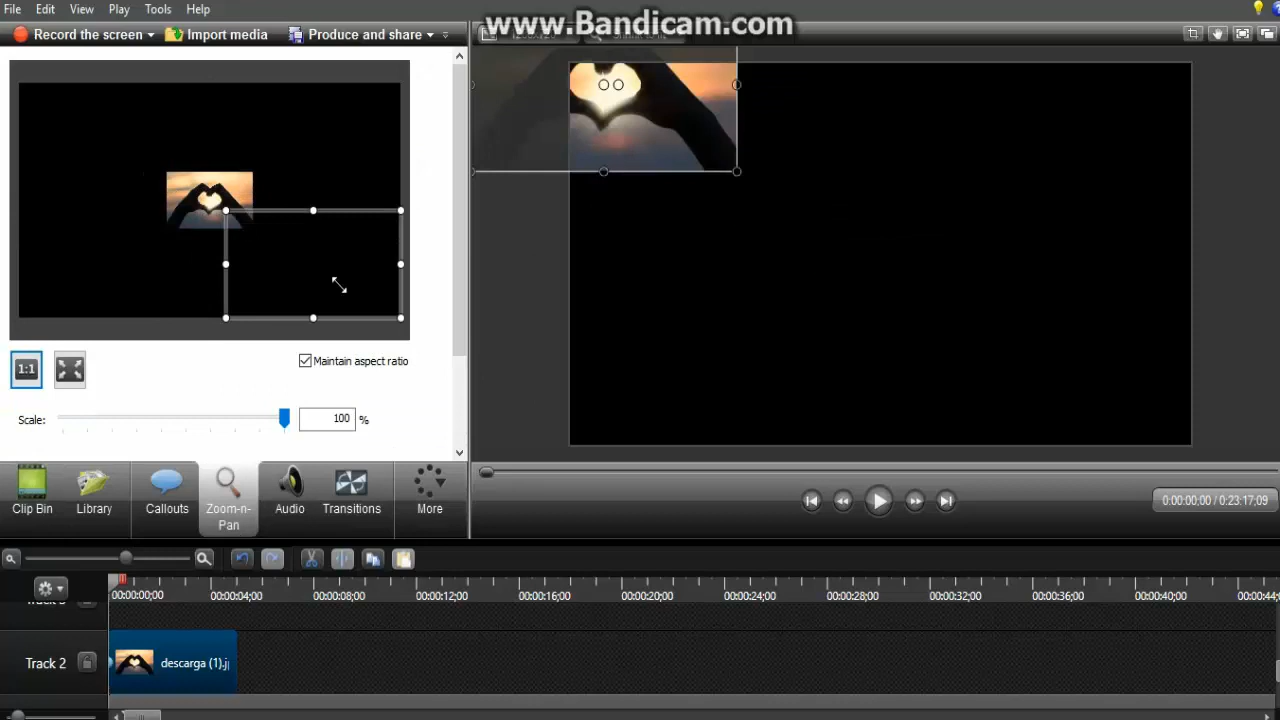 www.Bandicam.com
File Edit View Play Tools Help
Record the screen Import media Produce and share
Maintain aspect ratio
1:1
Scale: 100 %
Clip Bin Library Callouts Zoom-n-Pan Audio Transitions More
0:00:00;00 / 0:23:17;09
00:00:00;00 00:00:04;00 00:00:08;00 00:00:12;00 00:00:16;00 00:00:20;00 00:00:24;00 00:00:28;00 00:00:32;00 00:00:36;00 00:00:40;00 00:00:44;
Track 2 descarga (1).j